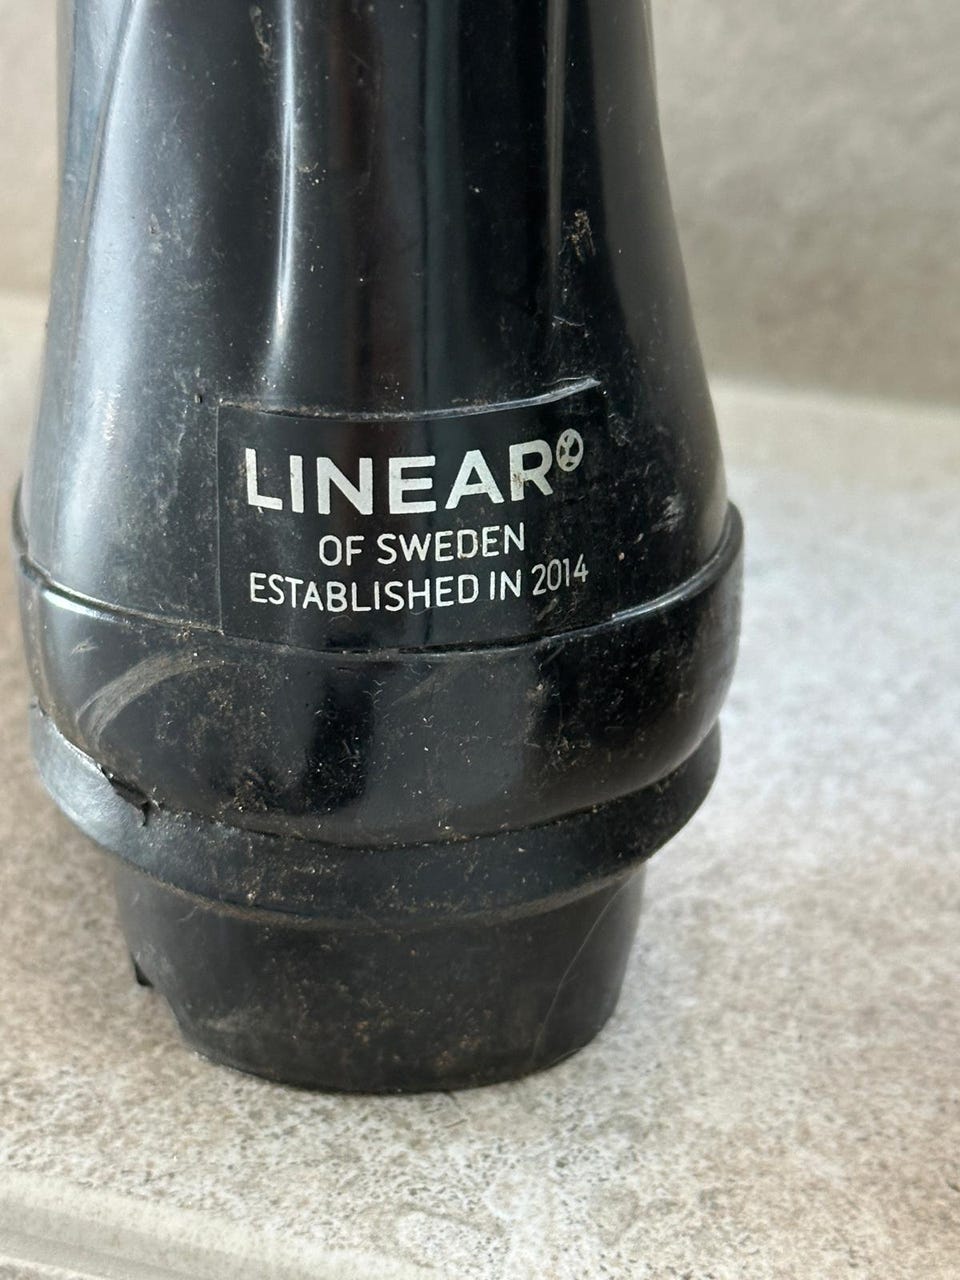 LINEAR
OF SWEDEN
ESTABLISHED IN 2014